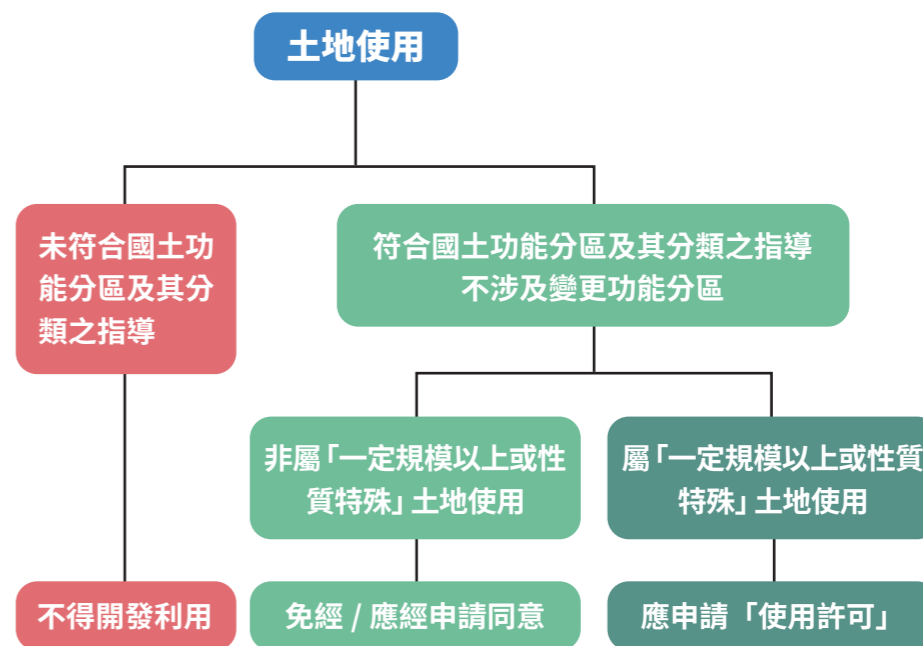 土地使用
未符合國土功
能分區及其分
類之指導
符合國土功能分區及其分類之指導
不涉及變更功能分區
非屬「一定規模以上或性
質特殊」土地使用
屬「一定規模以上或性質
特殊」土地使用
不得開發利用
免經 / 應經申請同意
應申請「使用許可」